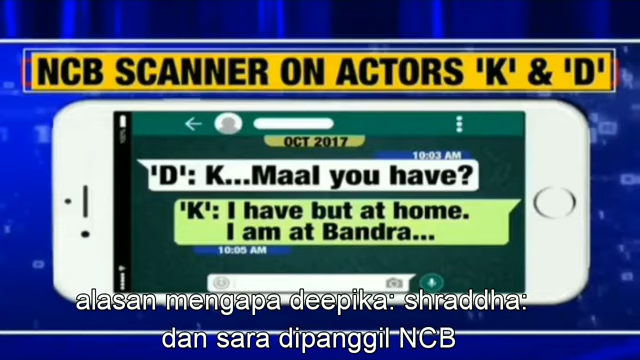 NCB SCANNER ON ACTORS 'K' & 'D'
OCT 2017
10:03 AM
'D': K...Maal you have?
'K': I have but at home.
I am at Bandra...
10:05 AM
alasan mengapa deepika: shraddha:
dan sara dipanggil NCB